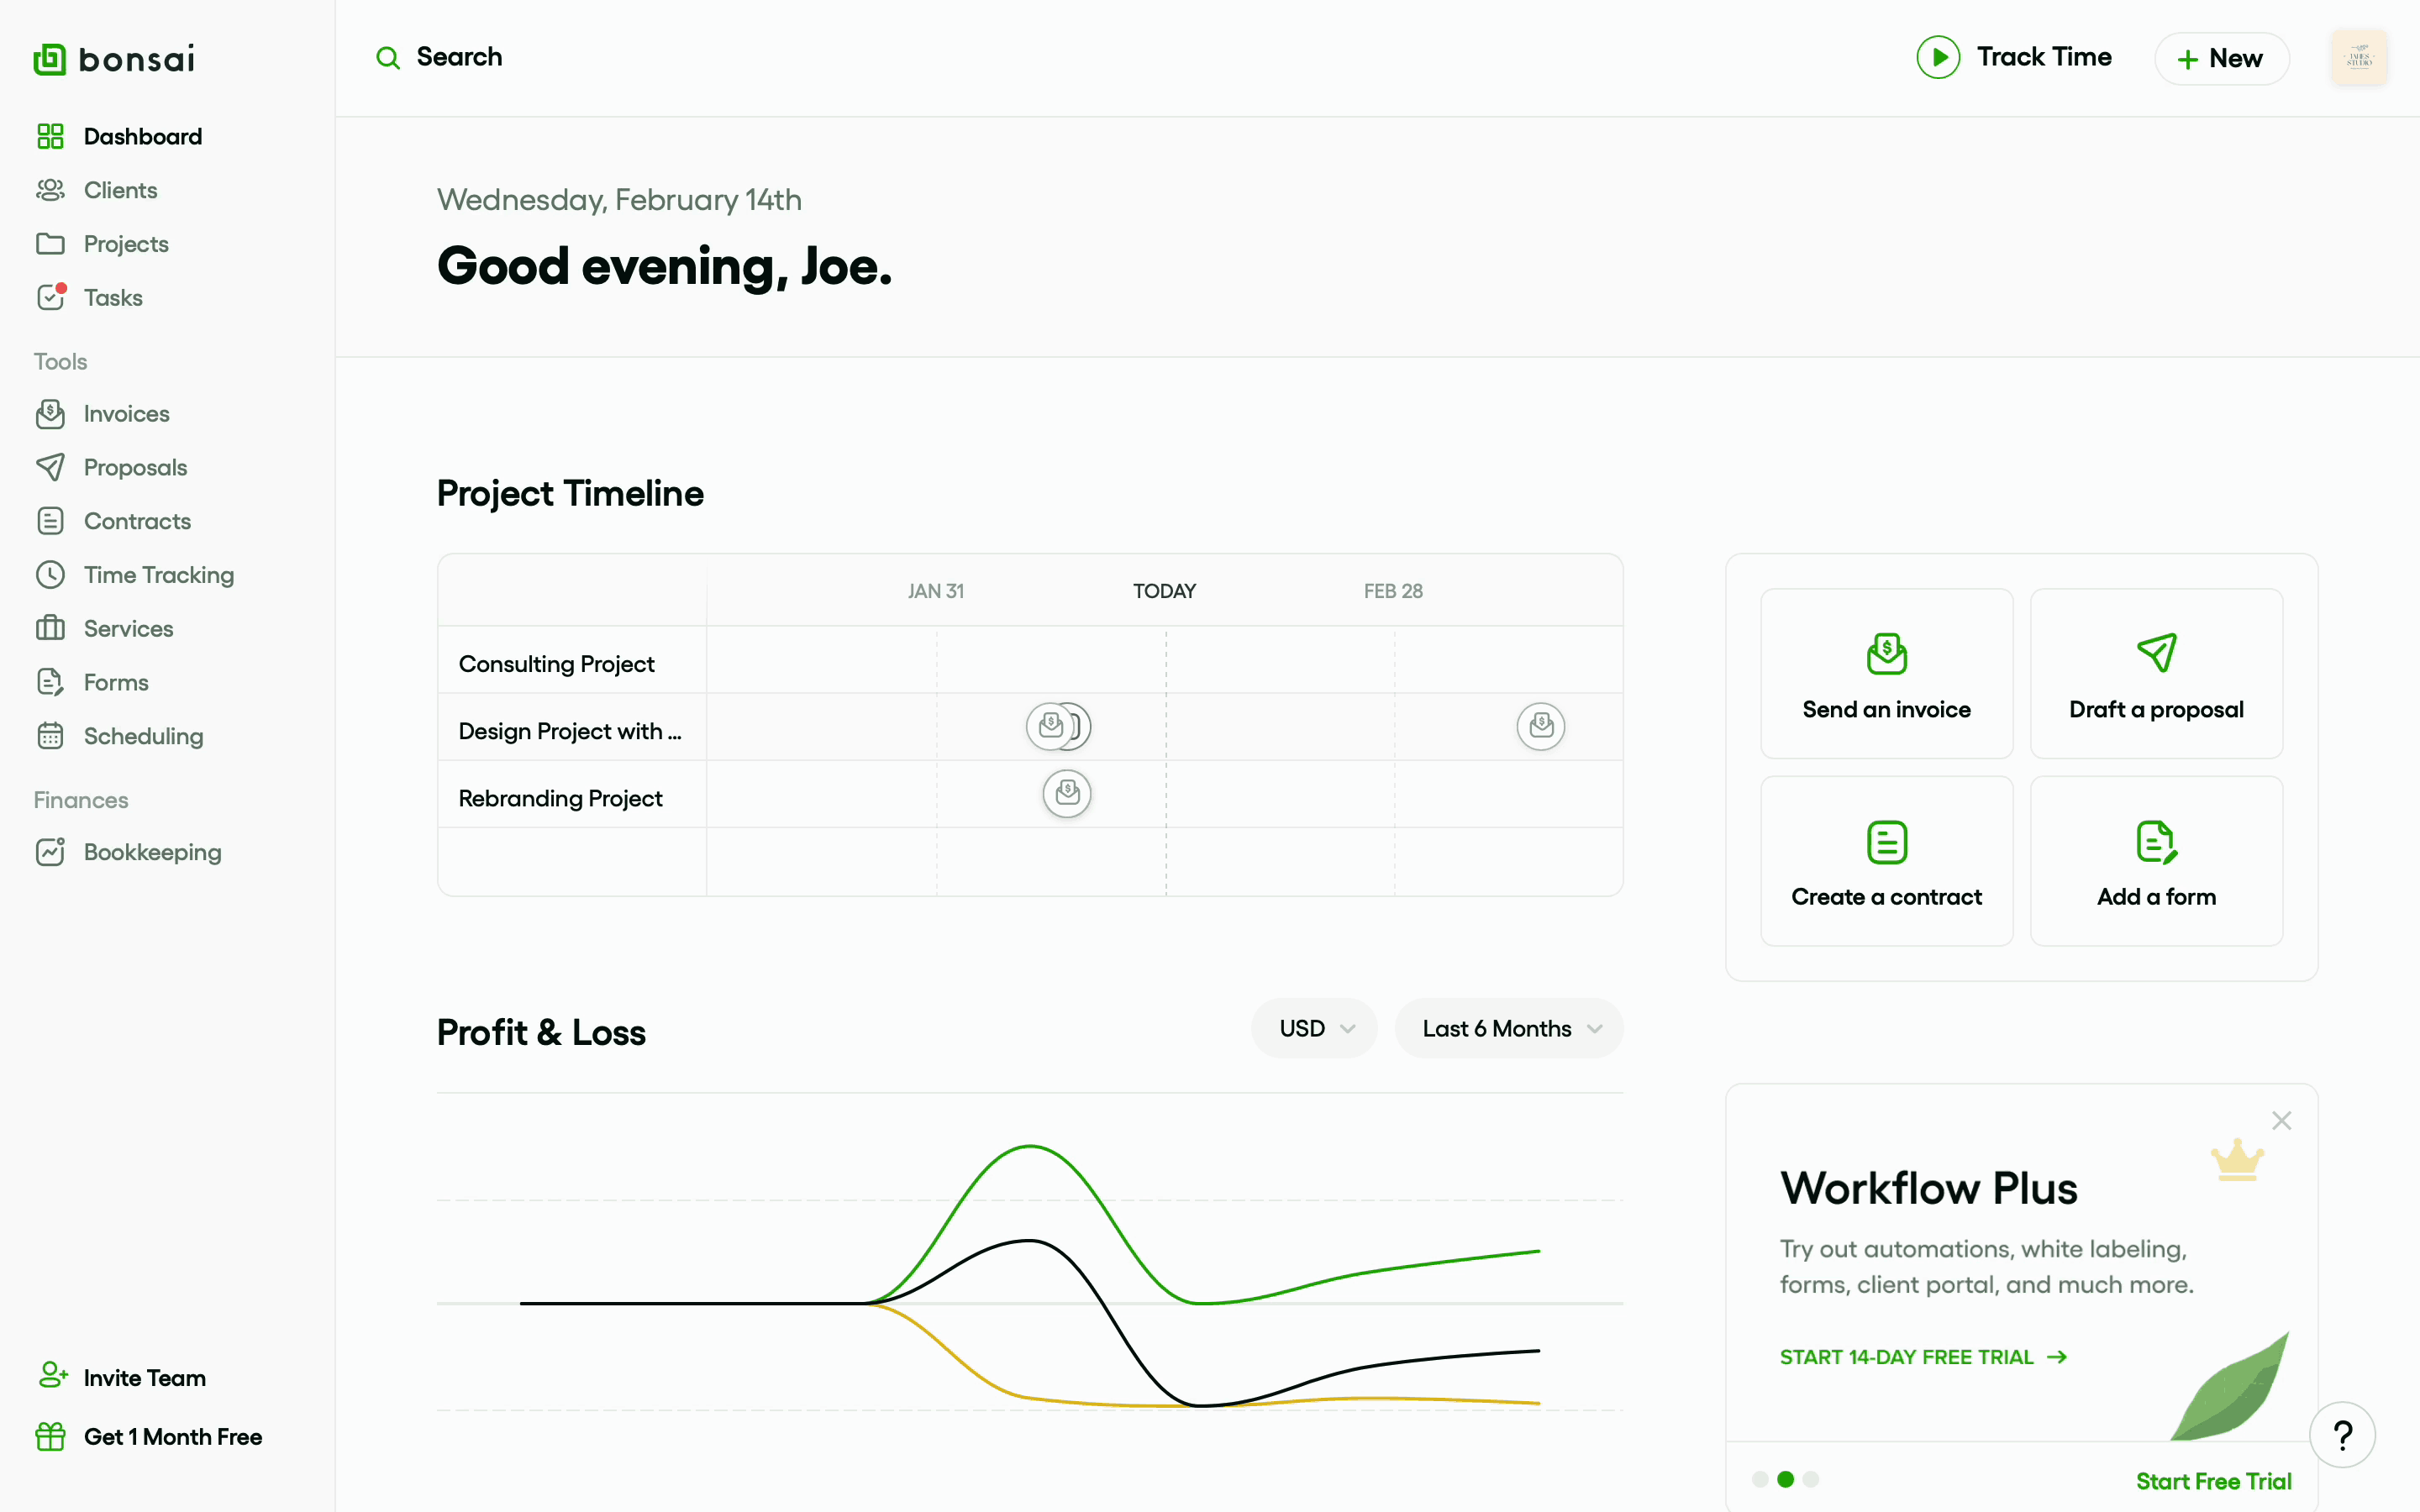 bonsai
Dashboard
Clients
Projects
Tasks
Tools
Invoices
Proposals
Contracts
Time Tracking
Services
Forms
Scheduling
Finances
Bookkeeping
Invite Team
Get 1 Month Free
Search
Track Time
New
JAMES
STUDIO
Wednesday, February 14th
Good evening, Joe.
Project Timeline
JAN 31
TODAY
FEB 28
Consulting Project
Design Project with ...
Rebranding Project
Send an invoice
Draft a proposal
Create a contract
Add a form
Profit & Loss
USD
Last 6 Months
Workflow Plus
Try out automations, white labeling,
forms, client portal, and much more.
START 14-DAY FREE TRIAL
Start Free Trial
?